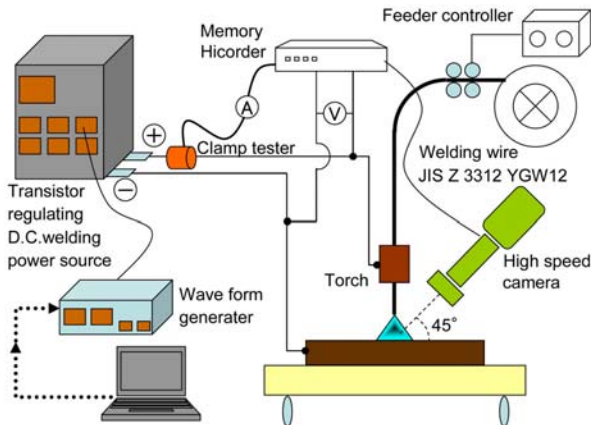 Memory
Hicorder
Feeder controller
A
V
+
Clamp tester
−
Welding wire
JIS Z 3312 YGW12
Transistor
regulating
D.C.welding
power source
Torch
High speed
camera
Wave form
generater
45°